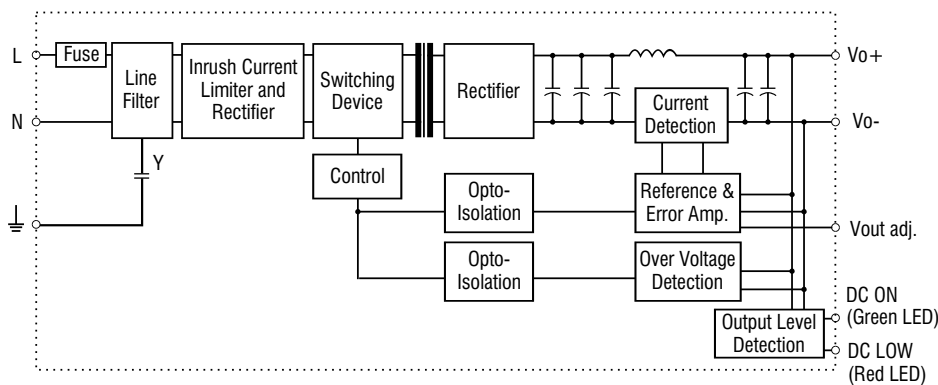 L
Fuse
Line
Filter
Inrush Current
Limiter and
Rectifier
Switching
Device
Rectifier
Current
Detection
Vo+
N
Vo-
Y
Control
Opto-
Isolation
Reference &
Error Amp.
Vout adj.
Opto-
Isolation
Over Voltage
Detection
Output Level
Detection
DC ON
(Green LED)
DC LOW
(Red LED)